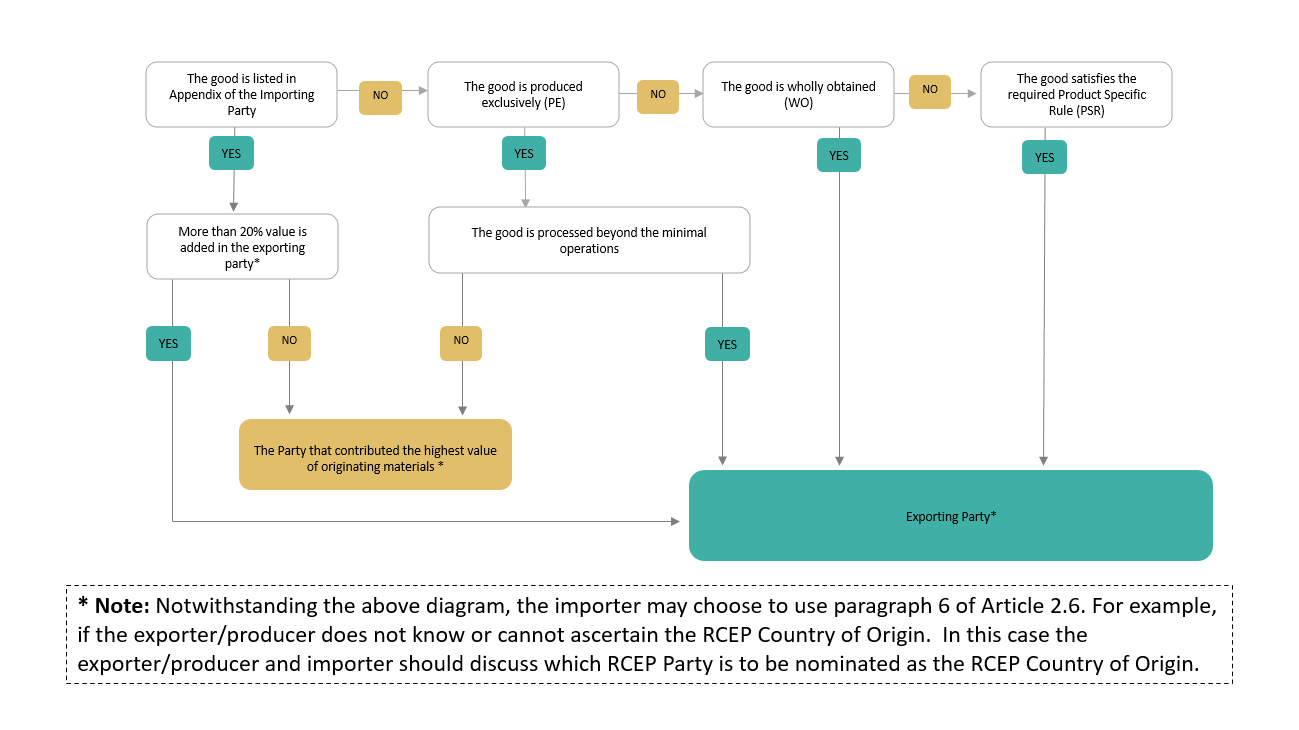 The good is listed in
Appendix of the Importing
Party
NO
The good is produced
exclusively (PE)
NO
The good is wholly obtained
(WO)
NO
The good satisfies the
required Product Specific
Rule (PSR)
YES
YES
YES
YES
More than 20% value is
added in the exporting
party*
The good is processed beyond the minimal
operations
YES
NO
NO
YES
The Party that contributed the highest value
of originating materials *
Exporting Party*
* Note: Notwithstanding the above diagram, the importer may choose to use paragraph 6 of Article 2.6. For example,
if the exporter/producer does not know or cannot ascertain the RCEP Country of Origin.  In this case the
exporter/producer and importer should discuss which RCEP Party is to be nominated as the RCEP Country of Origin.